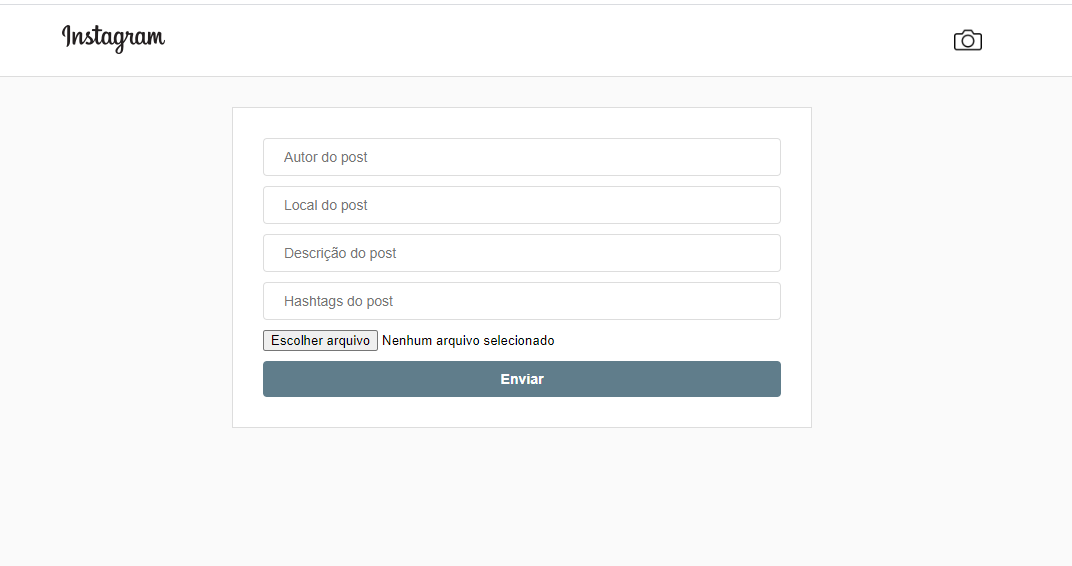 Instagram
Autor do post
Local do post
Descrição do post
Hashtags do post
Escolher arquivo Nenhum arquivo selecionado
Enviar